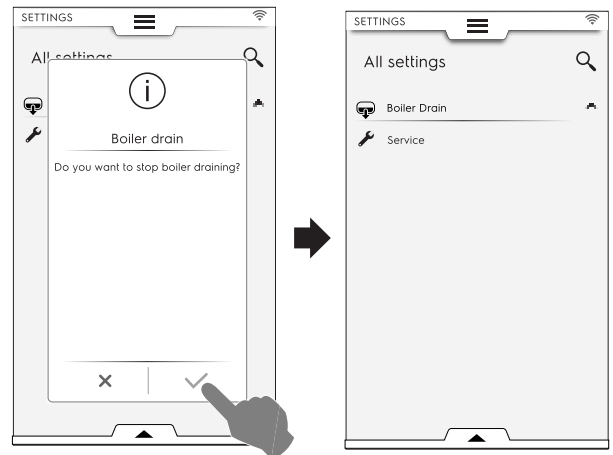 SETTINGS
All settings
i
Boiler drain
Do you want to stop boiler draining?
SETTINGS
All settings
Boiler Drain
Service